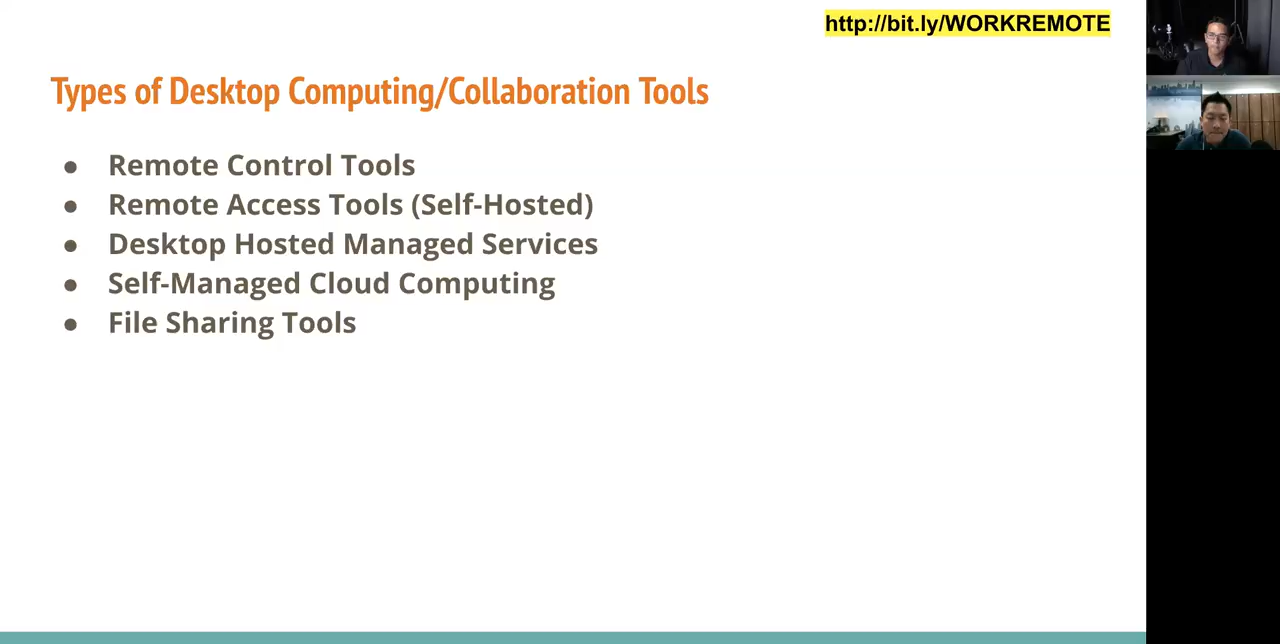 http://bit.ly/WORKREMOTE
Types of Desktop Computing/Collaboration Tools
● Remote Control Tools
● Remote Access Tools (Self-Hosted)
● Desktop Hosted Managed Services
● Self-Managed Cloud Computing
● File Sharing Tools